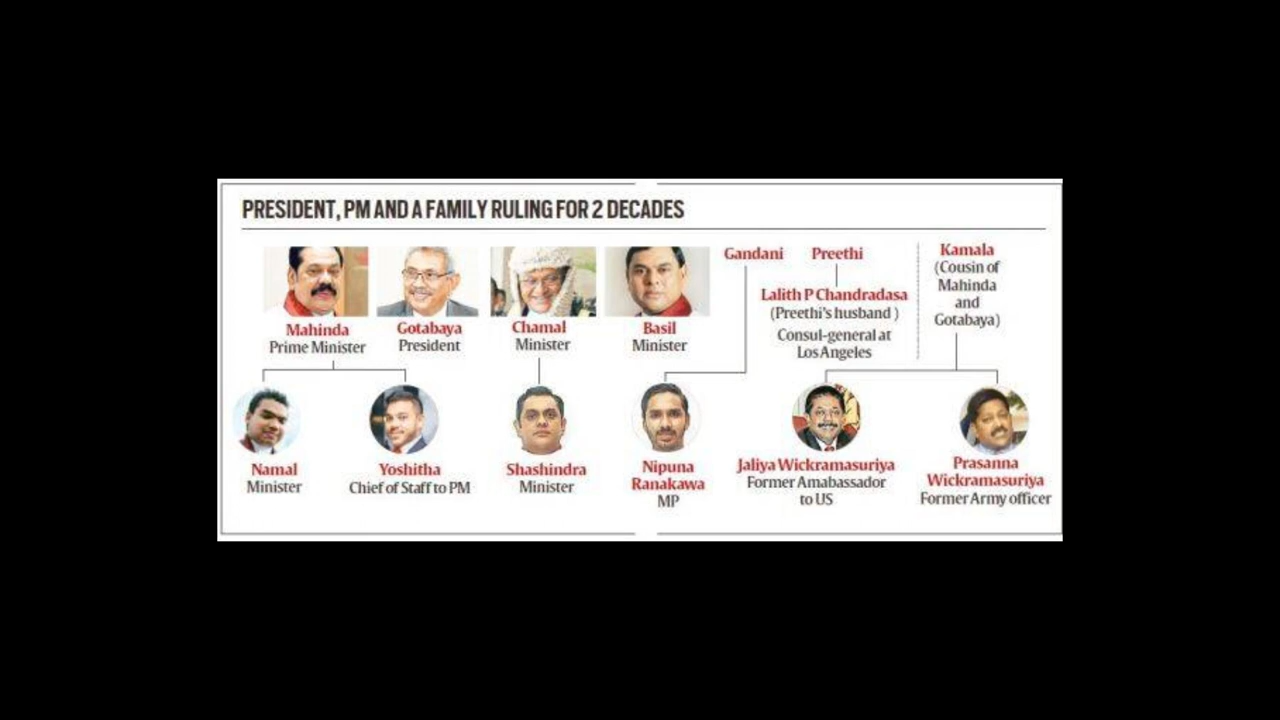 PRESIDENT, PM AND A FAMILY RULING FOR 2 DECADES
Mahinda
Prime Minister
Gotabaya
President
Chamal
Minister
Basil
Minister
Gandani
Preethi
Lalith P Chandradasa
(Preethi's husband )
Consul-general at
Los Angeles
Kamala
(Cousin of
Mahinda
and
Gotabaya)
Namal
Minister
Yoshitha
Chief of Staff to PM
Shashindra
Minister
Nipuna
Ranakawa
MP
Jaliya Wickramasuriya
Former Amabassador
to US
Prasanna
Wickramasuriya
Former Army officer